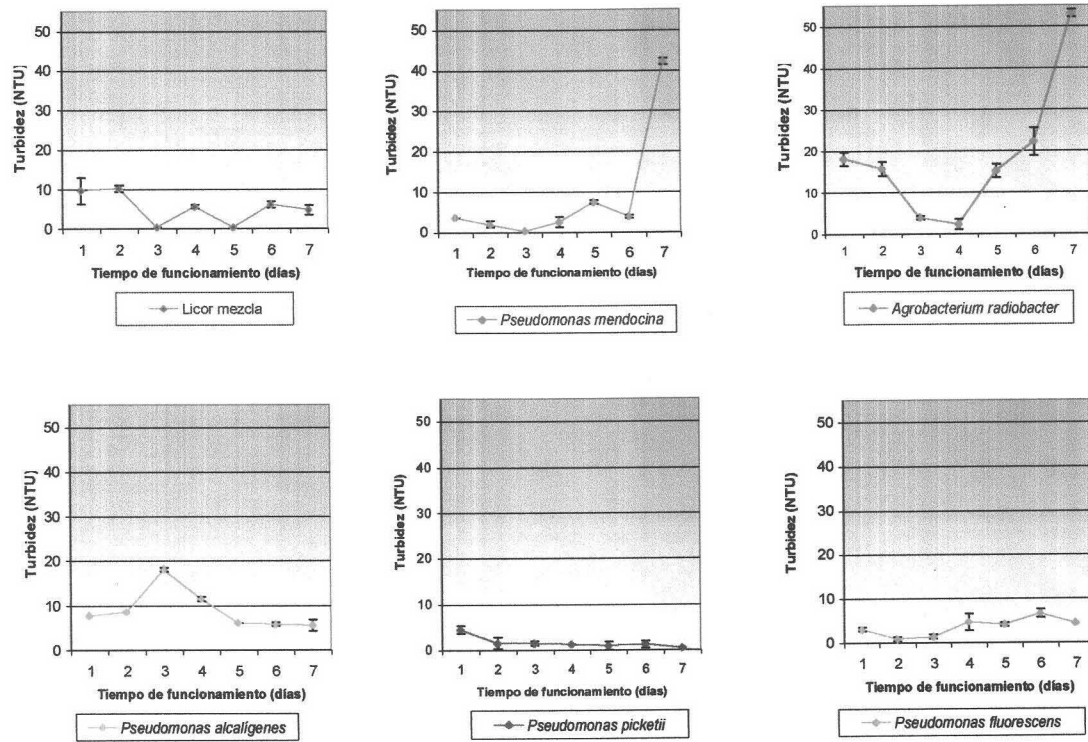 Turbidez (NTU)
50
40
30
20
10
0
1 2 3 4 5 6 7
Tiempo de funcionamiento (días)
Licor mezcla
Turbidez (NTU)
50
40
30
20
10
0
1 2 3 4 5 6 7
Tiempo de funcionamiento (días)
Pseudomonas mendocina
Turbidez (NTU)
50
40
30
20
10
0
1 2 3 4 5 6 7
Tiempo de funcionamiento (días)
Agrobacterium radiobacter
Turbidez (NTU)
50
40
30
20
10
0
1 2 3 4 5 6 7
Tiempo de funcionamiento (días)
Pseudomonas alcalígenes
Turbidez (NTU)
50
40
30
20
10
0
1 2 3 4 5 6 7
Tiempo de funcionamiento (días)
Pseudomonas picketii
Turbidez (NTU)
50
40
30
20
10
0
1 2 3 4 5 6 7
Tiempo de funcionamiento (días)
Pseudomonas fluorescens